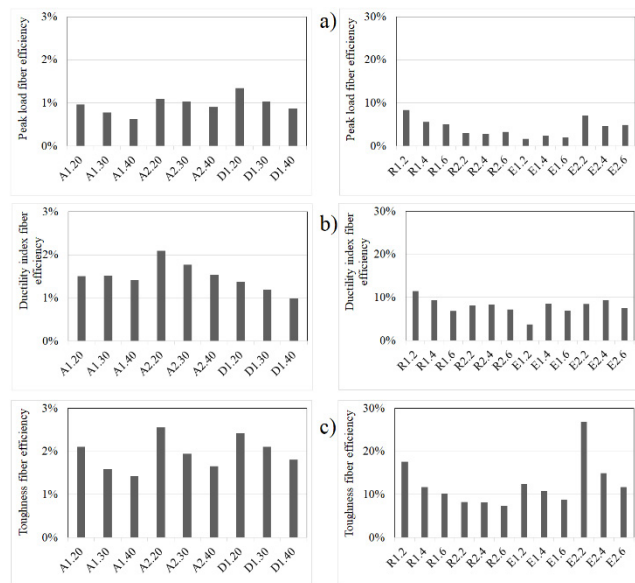 a)
Peak load fiber efficiency
3%
2%
1%
0%
A1.20 A1.30 A1.40 A2.20 A2.30 A2.40 D1.20 D1.30 D1.40
Peak load fiber efficiency
30%
20%
10%
0%
R1.2 R1.4 R1.6 R2.2 R2.4 R2.6 E1.2 E1.4 E1.6 E2.2 E2.4 E2.6
b)
Ductility index fiber
efficiency
3%
2%
1%
0%
A1.20 A1.30 A1.40 A2.20 A2.30 A2.40 D1.20 D1.30 D1.40
Ductility index fiber
efficiency
30%
20%
10%
0%
R1.2 R1.4 R1.6 R2.2 R2.4 R2.6 E1.2 E1.4 E1.6 E2.2 E2.4 E2.6
c)
Toughness fiber efficiency
3%
2%
1%
0%
A1.20 A1.30 A1.40 A2.20 A2.30 A2.40 D1.20 D1.30 D1.40
Toughness fiber efficiency
30%
20%
10%
0%
R1.2 R1.4 R1.6 R2.2 R2.4 R2.6 E1.2 E1.4 E1.6 E2.2 E2.4 E2.6